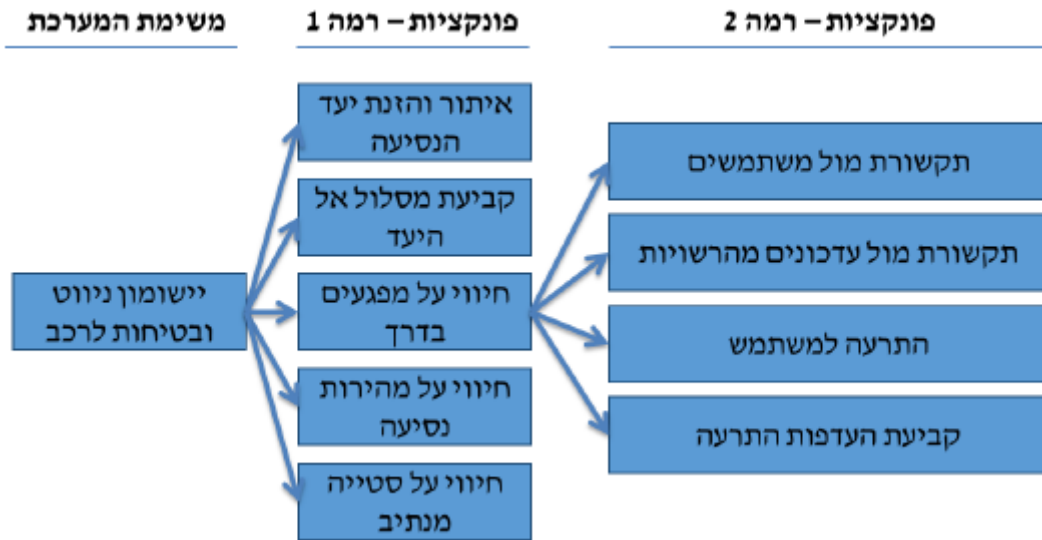 משימת המערכת
פונקציות – רמה 1
פונקציות – רמה 2
יישומון ניווט
ובטיחות לרכב
איתור והזנת יעד
הנסיעה
קביעת מסלול אל
היעד
חיווי על מפגעים
בדרך
חיווי על מהירות
נסיעה
חיווי על סטייה
מנתיב
תקשורת מול משתמשים
תקשורת מול עדכונים מהרשויות
התרעה למשתמש
קביעת העדפות התרעה